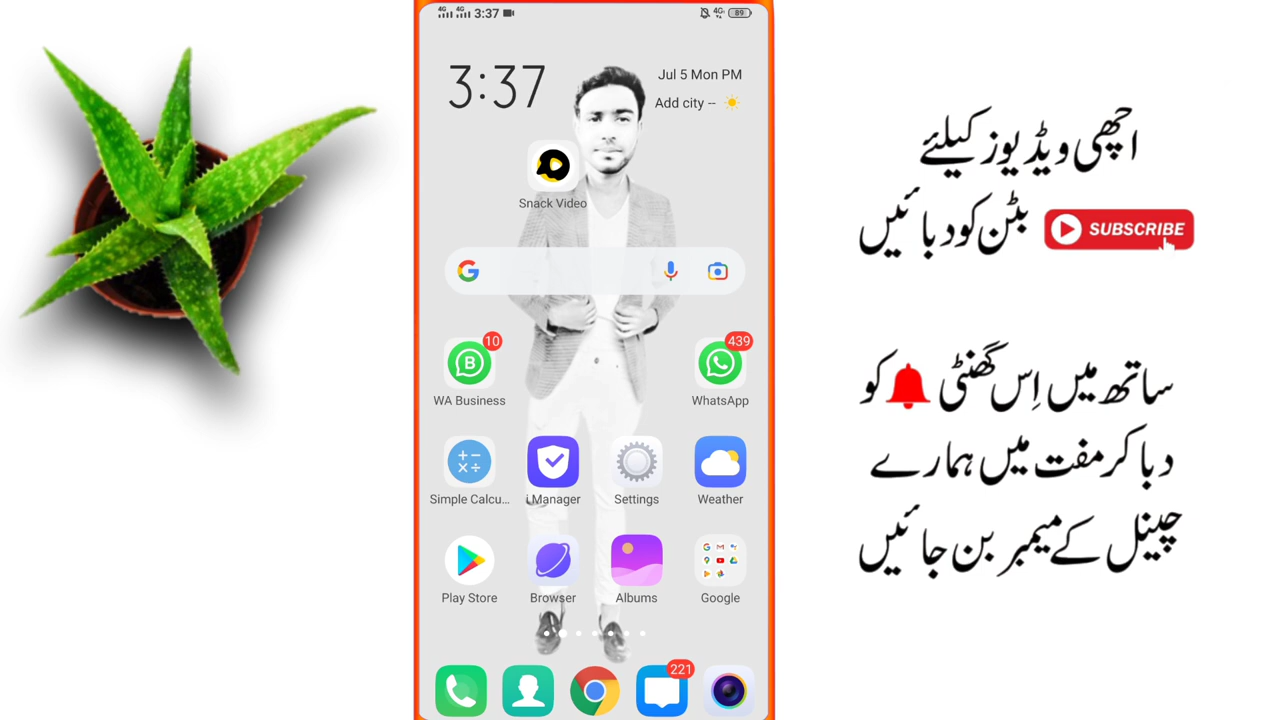 3:37
89
3:37
Jul 5 Mon PM
Add city --
Snack Video
10
439
WA Business
WhatsApp
Simple Calcu...
i Manager
Settings
Weather
Play Store
Browser
Albums
Google
221
اچھی ویڈیوز کیلئے
SUBSCRIBE بٹن کو دبائیں
ساتھ میں اِس گھنٹی کو
دبا کر مفت میں ہمارے
چینل کے میمبر بن جائیں